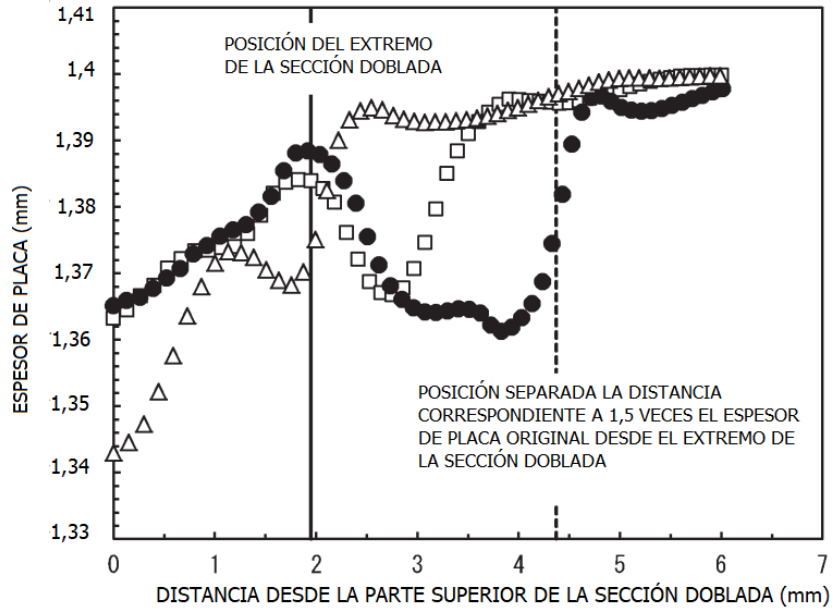 1,41
1,4
1,39
1,38
1,37
1,36
1,35
1,34
1,33
ESPESOR DE PLACA (mm)
POSICIÓN DEL EXTREMO
DE LA SECCIÓN DOBLADA
POSICIÓN SEPARADA LA DISTANCIA
CORRESPONDIENTE A 1,5 VECES EL ESPESOR
DE PLACA ORIGINAL DESDE EL EXTREMO DE
LA SECCIÓN DOBLADA
0 1 2 3 4 5 6 7
DISTANCIA DESDE LA PARTE SUPERIOR DE LA SECCIÓN DOBLADA (mm)